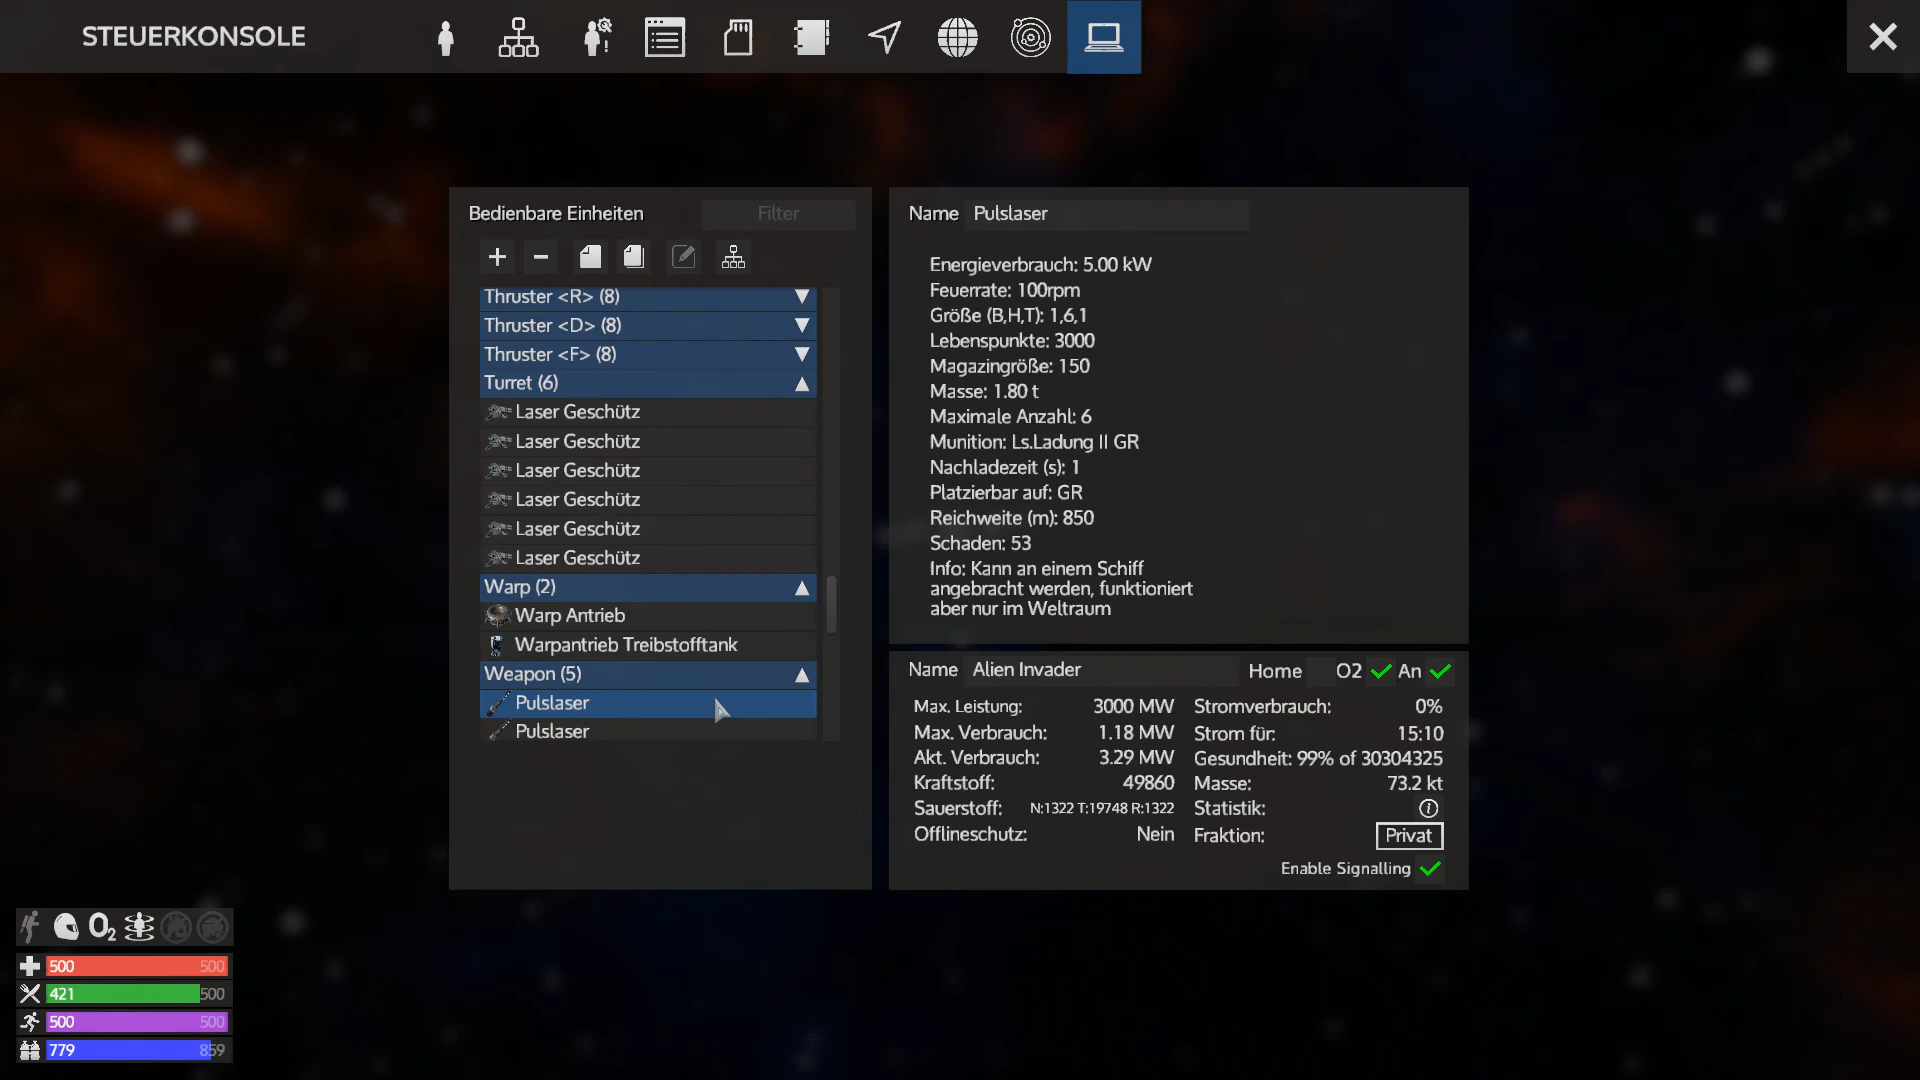 STEUERKONSOLE
Bedienbare Einheiten
Filter
Thruster <R> (8)
Thruster <D> (8)
Thruster <F> (8)
Turret (6)
Laser Geschütz
Laser Geschütz
Laser Geschütz
Laser Geschütz
Laser Geschütz
Laser Geschütz
Warp (2)
Warp Antrieb
Warpantrieb Treibstofftank
Weapon (5)
Pulslaser
Pulslaser
Name Pulslaser
Energieverbrauch: 5.00 kW
Feuerrate: 100rpm
Größe (B,H,T): 1,6,1
Lebenspunkte: 3000
Magazingröße: 150
Masse: 1.80 t
Maximale Anzahl: 6
Munition: Ls.Ladung II GR
Nachladezeit (s): 1
Platzierbar auf: GR
Reichweite (m): 850
Schaden: 53
Info: Kann an einem Schiff
angebracht werden, funktioniert
aber nur im Weltraum
Name Alien Invader Home O2 An
Max. Leistung: 3000 MW Stromverbrauch: 0%
Max. Verbrauch: 1.18 MW Strom für: 15:10
Akt. Verbrauch: 3.29 MW Gesundheit: 99% of 30304325
Kraftstoff: 49860 Masse: 73.2 kt
Sauerstoff: N:1322 T:19748 R:1322 Statistik:
Offlineschutz: Nein Fraktion: Privat
Enable Signalling
O2
500 500
421 500
500 500
779 859